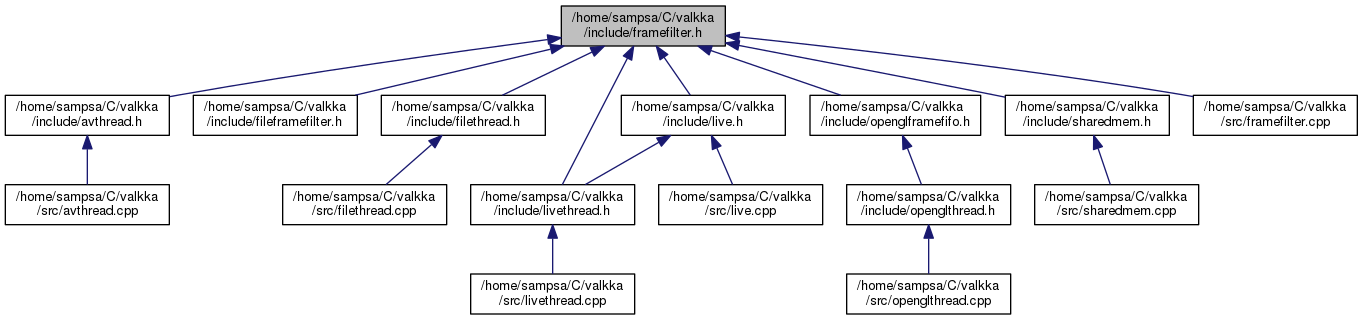 /home/sampsa/C/valkka
/include/framefilter.h
/home/sampsa/C/valkka
/include/avthread.h
/home/sampsa/C/valkka
/include/fileframefilter.h
/home/sampsa/C/valkka
/include/filethread.h
/home/sampsa/C/valkka
/include/live.h
/home/sampsa/C/valkka
/include/openglframefifo.h
/home/sampsa/C/valkka
/include/sharedmem.h
/home/sampsa/C/valkka
/src/framefilter.cpp
/home/sampsa/C/valkka
/src/avthread.cpp
/home/sampsa/C/valkka
/src/filethread.cpp
/home/sampsa/C/valkka
/include/livethread.h
/home/sampsa/C/valkka
/src/live.cpp
/home/sampsa/C/valkka
/include/openglthread.h
/home/sampsa/C/valkka
/src/sharedmem.cpp
/home/sampsa/C/valkka
/src/livethread.cpp
/home/sampsa/C/valkka
/src/openglthread.cpp